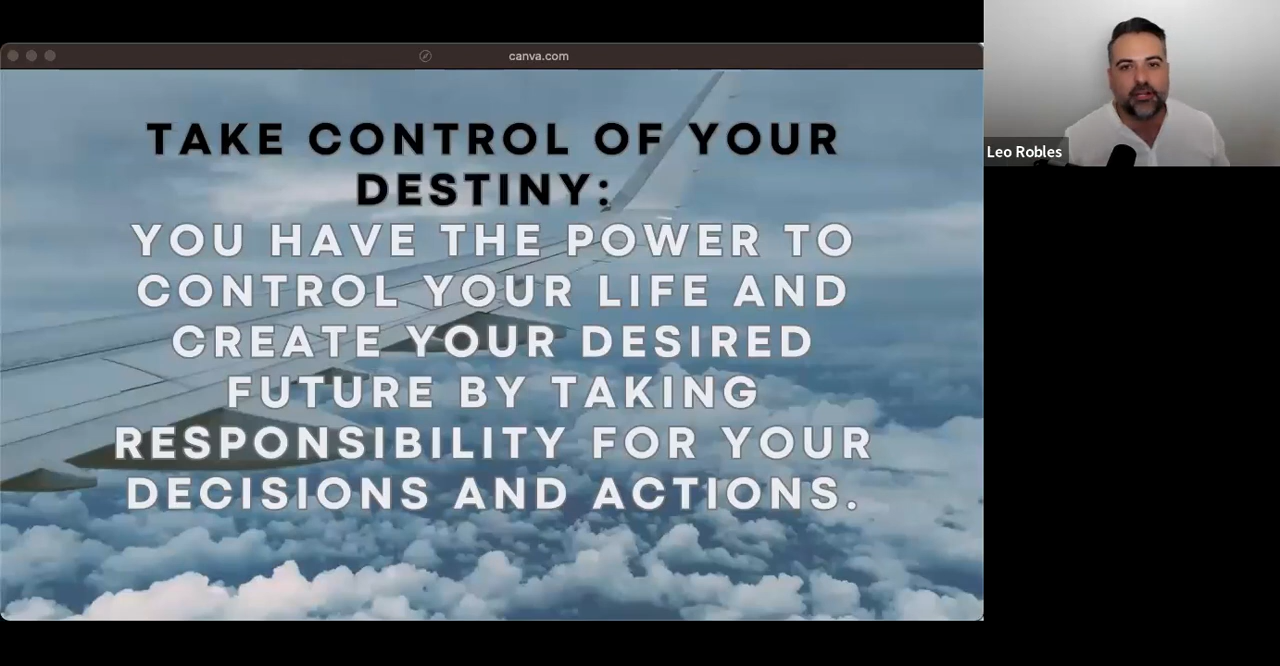 canva.com
TAKE CONTROL OF YOUR
DESTINY:
YOU HAVE THE POWER TO
CONTROL YOUR LIFE AND
CREATE YOUR DESIRED
FUTURE BY TAKING
RESPONSIBILITY FOR YOUR
DECISIONS AND ACTIONS.
Leo Robles